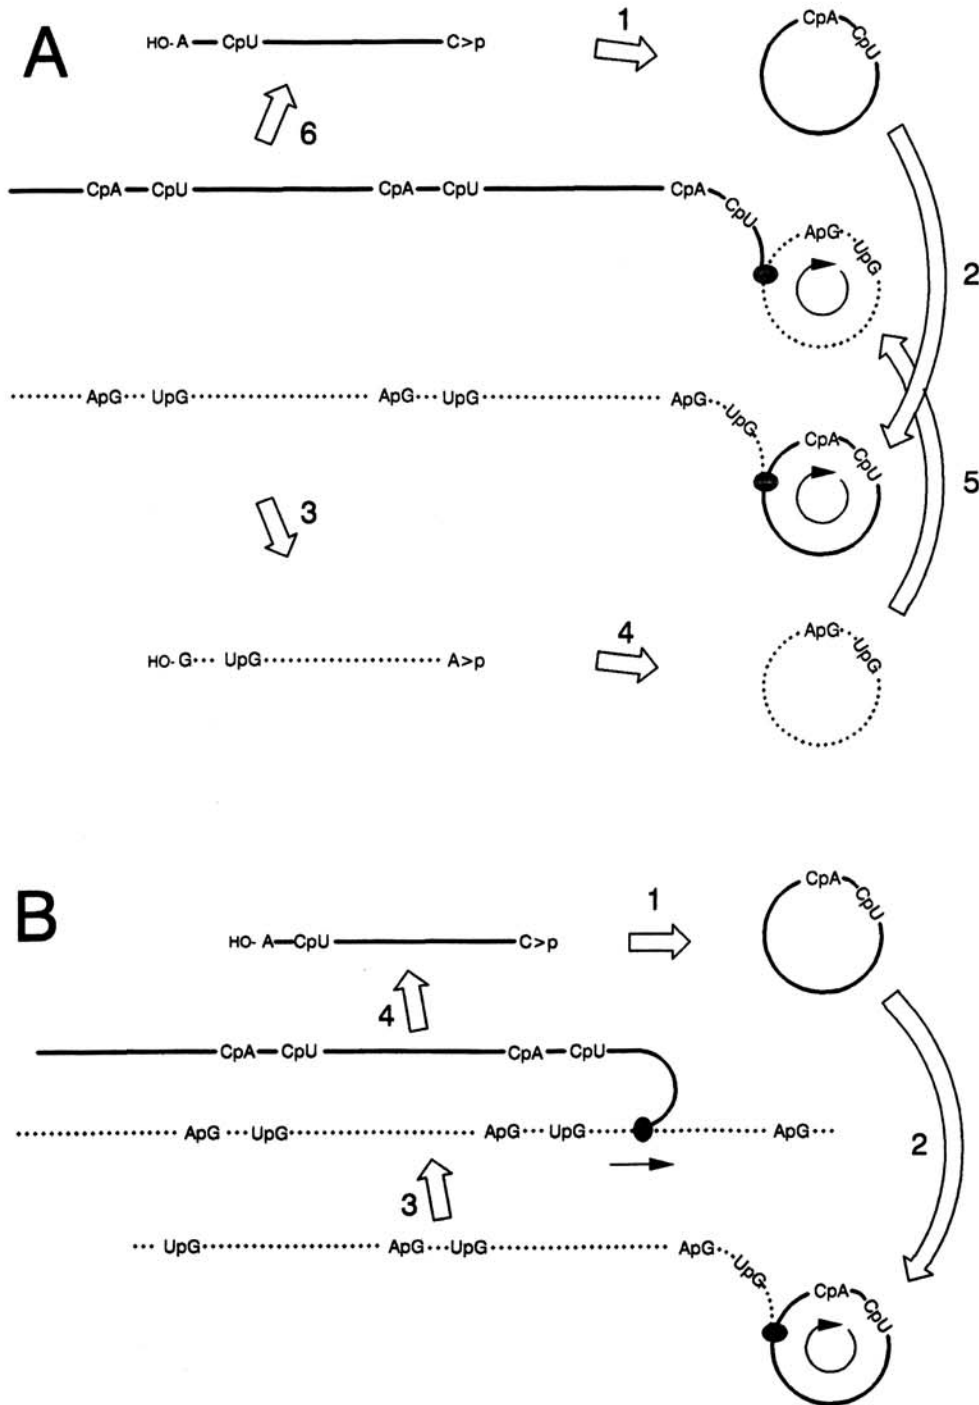 A
HO- A CpU C>p
1
CpA CpU
6
CpA CpU CpA CpU CpA CpU
ApG UpG
2
ApG UpG ApG UpG ApG UpG
CpA CpU
5
3
4
HO- G UpG A>p
ApG UpG
B
HO- A CpU C>p
1
CpA CpU
4
CpA CpU CpA CpU
ApG UpG ApG UpG ApG
2
3
UpG ApG UpG ApG UpG
CpA CpU